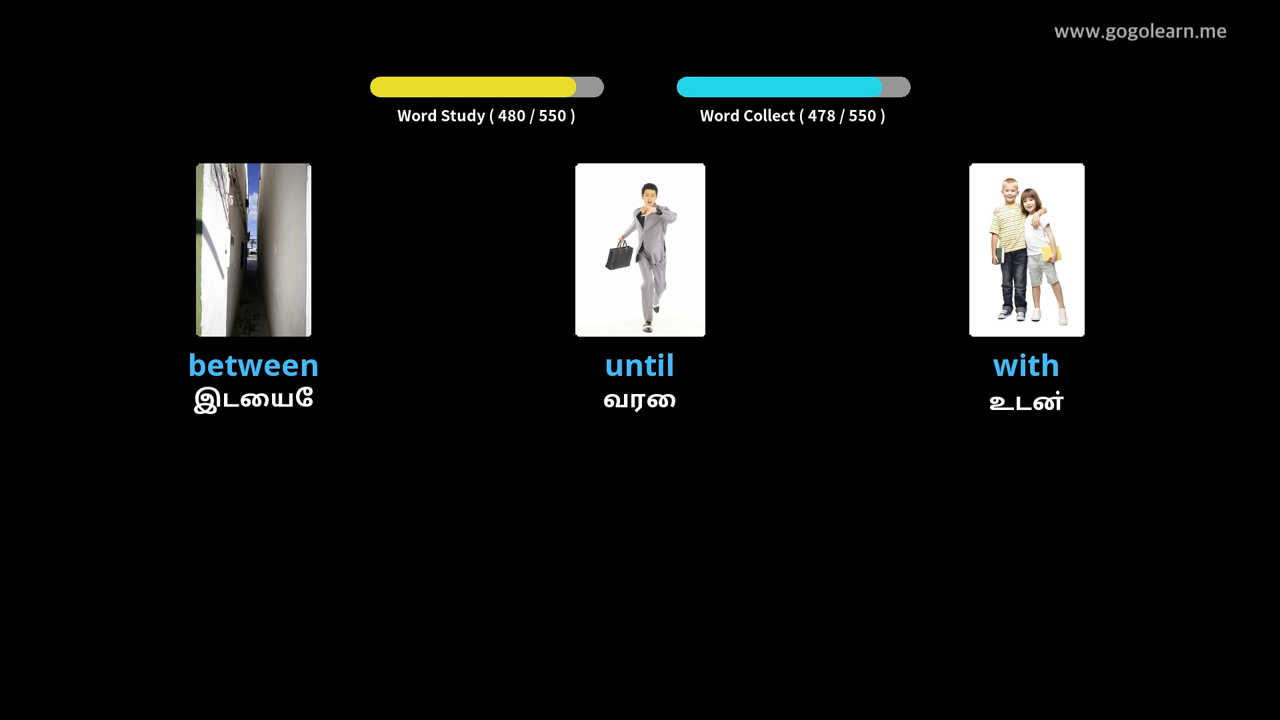 www.gogolearn.me
Word Study ( 480 / 550 )
Word Collect ( 478 / 550 )
between
until
with
இடையே
வரை
உடன்